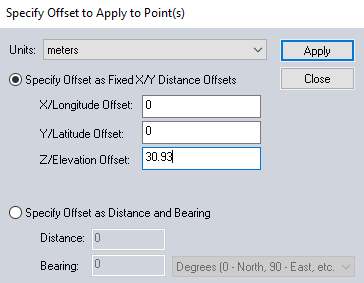 Specify Offset to Apply to Point(s)
Units: meters Apply
Specify Offset as Fixed X/Y Distance Offsets Close
X/Longitude Offset: 0
Y/Latitude Offset: 0
Z/Elevation Offset: 30.93
Specify Offset as Distance and Bearing
Distance: 0
Bearing: 0 Degrees (0 - North, 90 - East, etc.